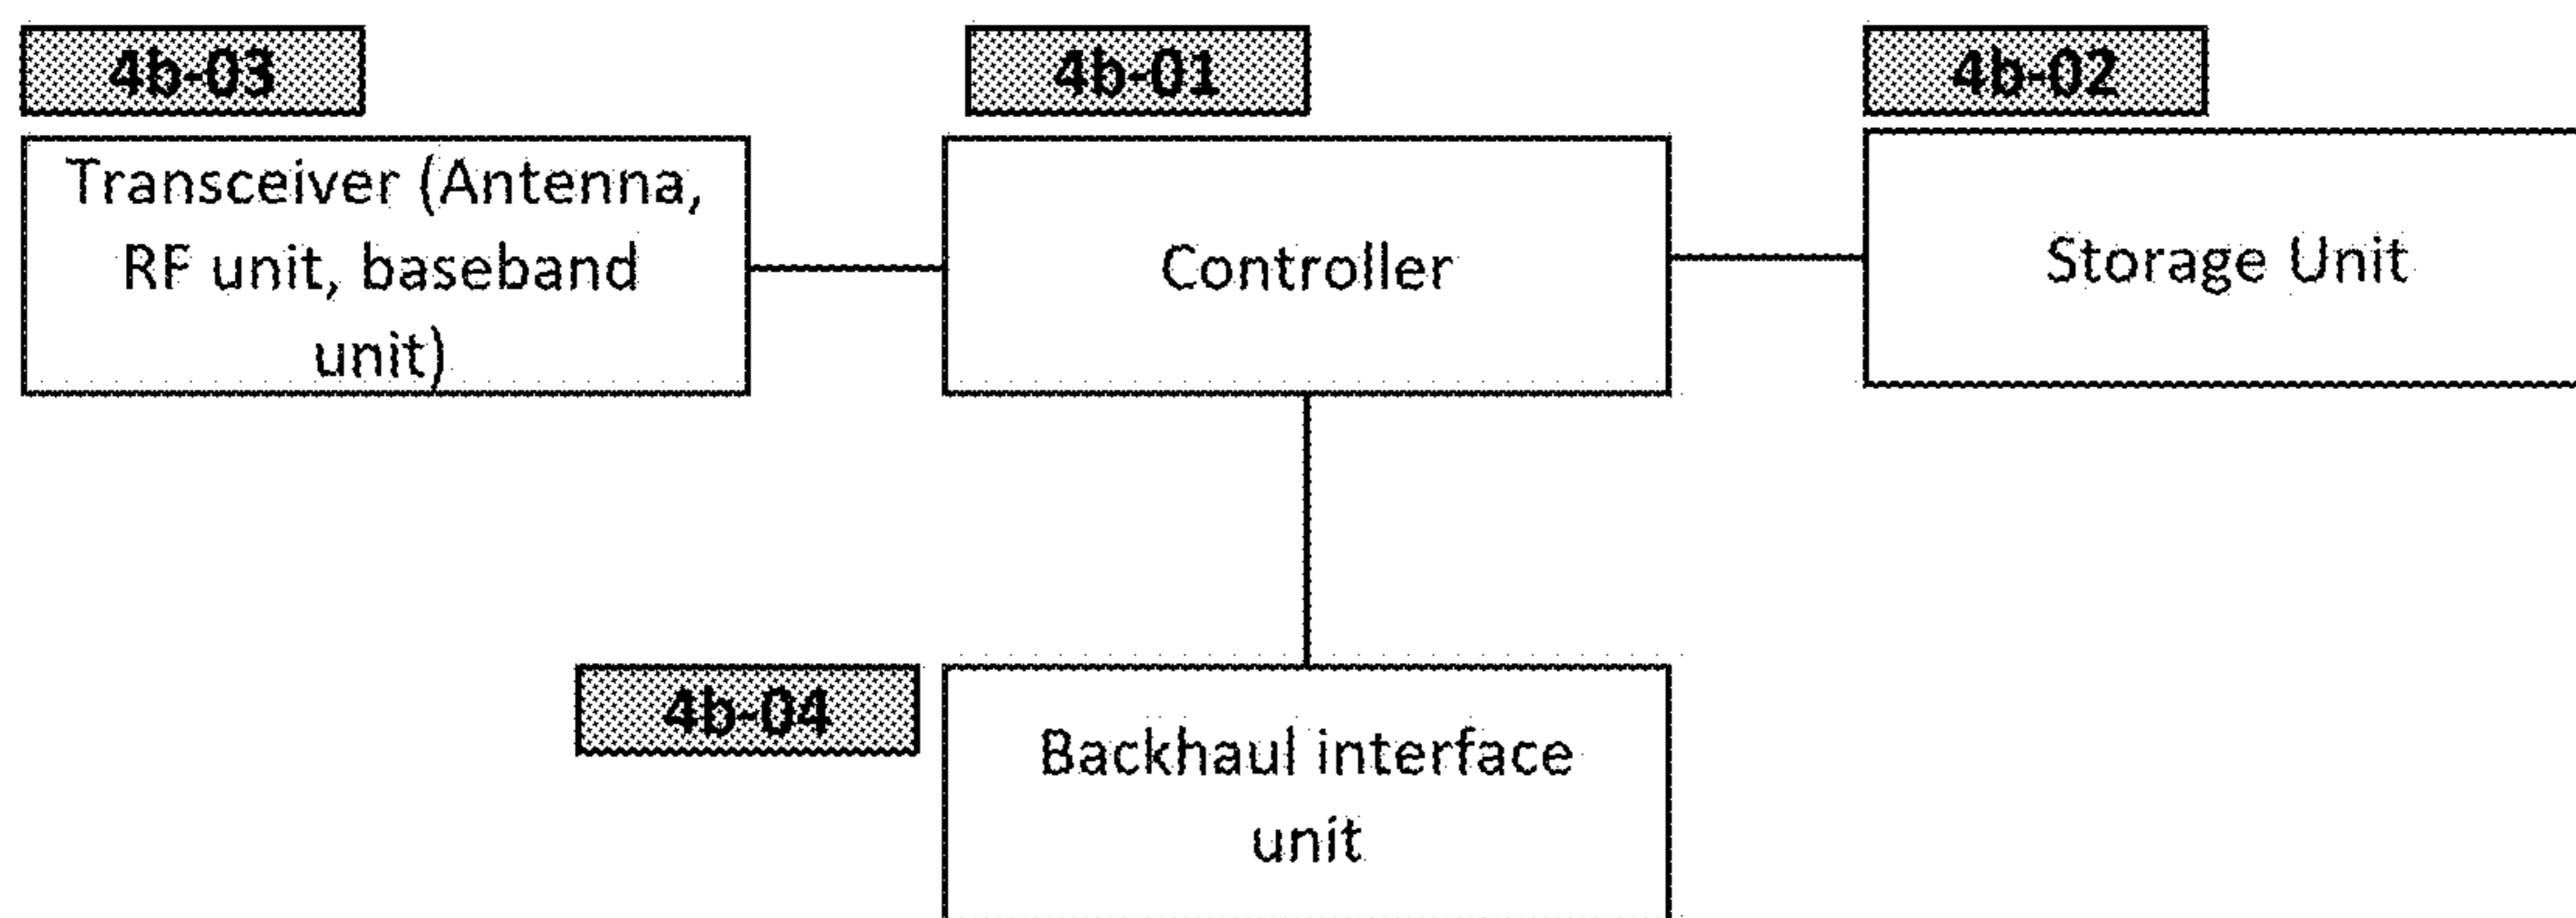 4b-03
4b-01
4b-02
Transceiver (Antenna,
RF unit, baseband
unit)
Controller
Storage Unit
4b-04
Backhaul interface
unit